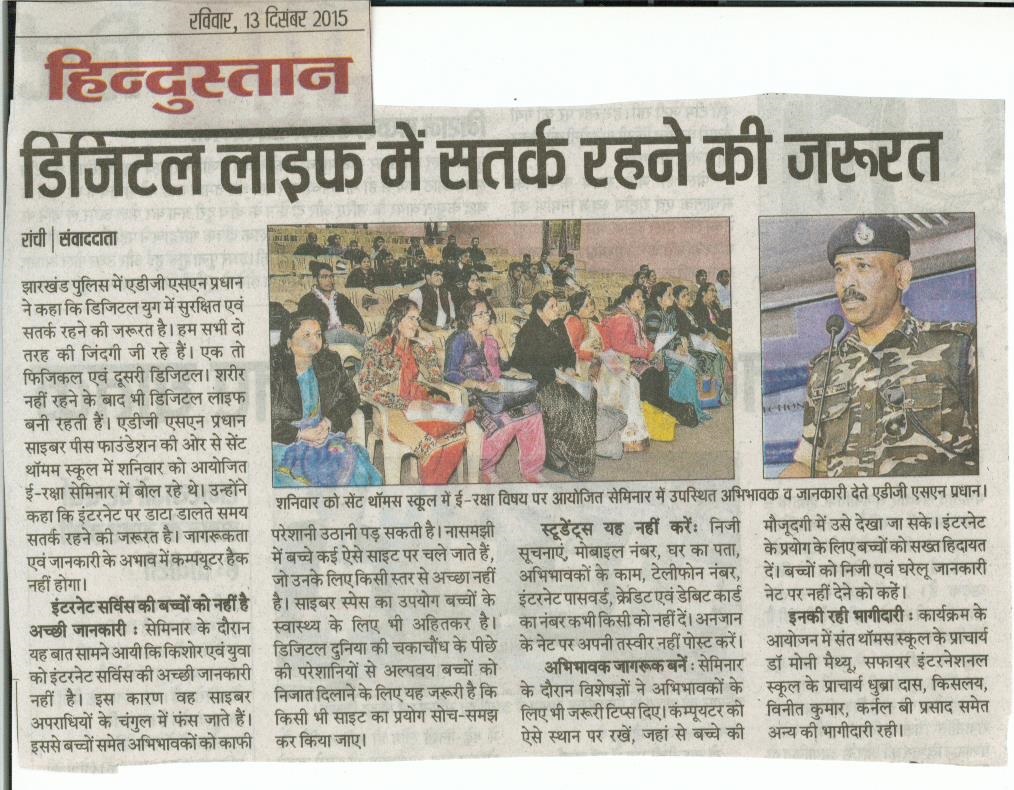 रविवार, 13 दिसंबर 2015
हिन्दुस्तान
डिजिटल लाइफ में सतर्क रहने की जरूरत
रांची | संवाददाता
झारखंड पुलिस में एडीजी एसएन प्रधान
ने कहा कि डिजिटल युग में सुरक्षित एवं
सतर्क रहने की जरूरत है। हम सभी दो
तरह की जिंदगी जी रहे हैं। एक तो
फिजिकल एवं दूसरी डिजिटल। शरीर
नहीं रहने के बाद भी डिजिटल लाइफ
बनी रहती हैं। एडीजी एसएन प्रधान
साइबर पीस फाउंडेशन की ओर से सेंट
थॉमम स्कूल में शनिवार को आयोजित
ई-रक्षा सेमिनार में बोल रहे थे। उन्होंने
कहा कि इंटरनेट पर डाटा डालते समय
सतर्क रहने की जरूरत है। जागरूकता
एवं जानकारी के अभाव में कम्प्यूटर हैक
नहीं होगा।
इंटरनेट सर्विस की बच्चों को नहीं है
अच्छी जानकारी : सेमिनार के दौरान
यह बात सामने आयी कि किशोर एवं युवा
को इंटरनेट सर्विस की अच्छी जानकारी
नहीं है। इस कारण वह साइबर
अपराधियों के चंगुल में फंस जाते हैं।
इससे बच्चों समेत अभिभावकों को काफी
शनिवार को सेंट थॉमस स्कूल में ई-रक्षा विषय पर आयोजित सेमिनार में उपस्थित अभिभावक व जानकारी देते एडीजी एसएन प्रधान।
परेशानी उठानी पड़ सकती है। नासमझी
में बच्चे कई ऐसे साइट पर चले जाते हैं,
जो उनके लिए किसी स्तर से अच्छा नहीं
है। साइबर स्पेस का उपयोग बच्चों के
स्वास्थ्य के लिए भी अहितकर है।
डिजिटल दुनिया की चकाचौंध के पीछे
की परेशानियों से अल्पवय बच्चों को
निजात दिलाने के लिए यह जरूरी है कि
किसी भी साइट का प्रयोग सोच-समझ
कर किया जाए।
स्टूडेंट्स यह नहीं करें: निजी
सूचनाएं, मोबाइल नंबर, घर का पता,
अभिभावकों के काम, टेलीफोन नंबर,
इंटरनेट पासवर्ड, क्रेडिट एवं डेबिट कार्ड
का नंबर कभी किसी को नहीं दें। अनजान
के नेट पर अपनी तस्वीर नहीं पोस्ट करें।
अभिभावक जागरूक बनें : सेमिनार
के दौरान विशेषज्ञों ने अभिभावकों के
लिए भी जरूरी टिप्स दिए। कंम्प्यूटर को
ऐसे स्थान पर रखें, जहां से बच्चे की
मौजूदगी में उसे देखा जा सके। इंटरनेट
के प्रयोग के लिए बच्चों को सख्त हिदायत
दें। बच्चों को निजी एवं घरेलू जानकारी
नेट पर नहीं देने को कहें।
इनकी रही भागीदारी : कार्यक्रम के
आयोजन में संत थॉमस स्कूल के प्राचार्य
डॉ मोनी मैथ्यू, सफायर इंटरनेशनल
स्कूल के प्राचार्य धुब्रा दास, किसलय,
विनीत कुमार, कर्नल बी प्रसाद समेत
अन्य की भागीदारी रही।